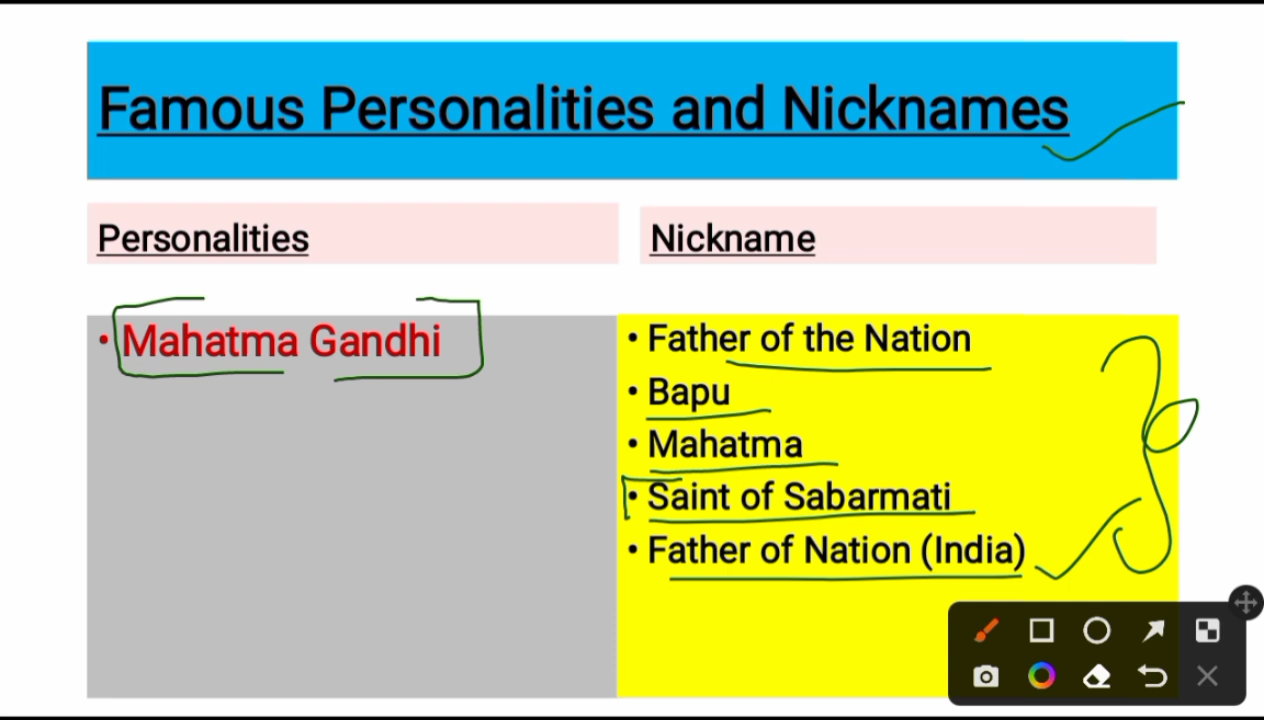 Famous Personalities and Nicknames
Personalities
Nickname
• Mahatma Gandhi
• Father of the Nation
• Bapu
• Mahatma
• Saint of Sabarmati
• Father of Nation (India)